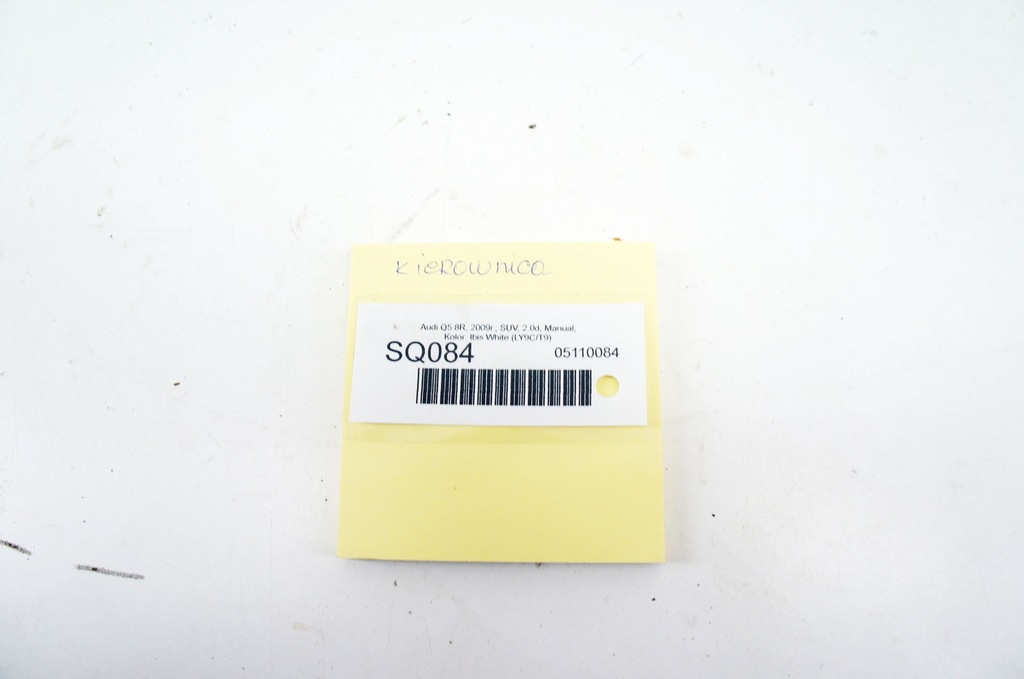 Kierownica
Audi Q5 8R, 2009r., SUV, 2.0d, Manual,
Kolor: Ibis White (LY9C/T9)
SQ084 05110084